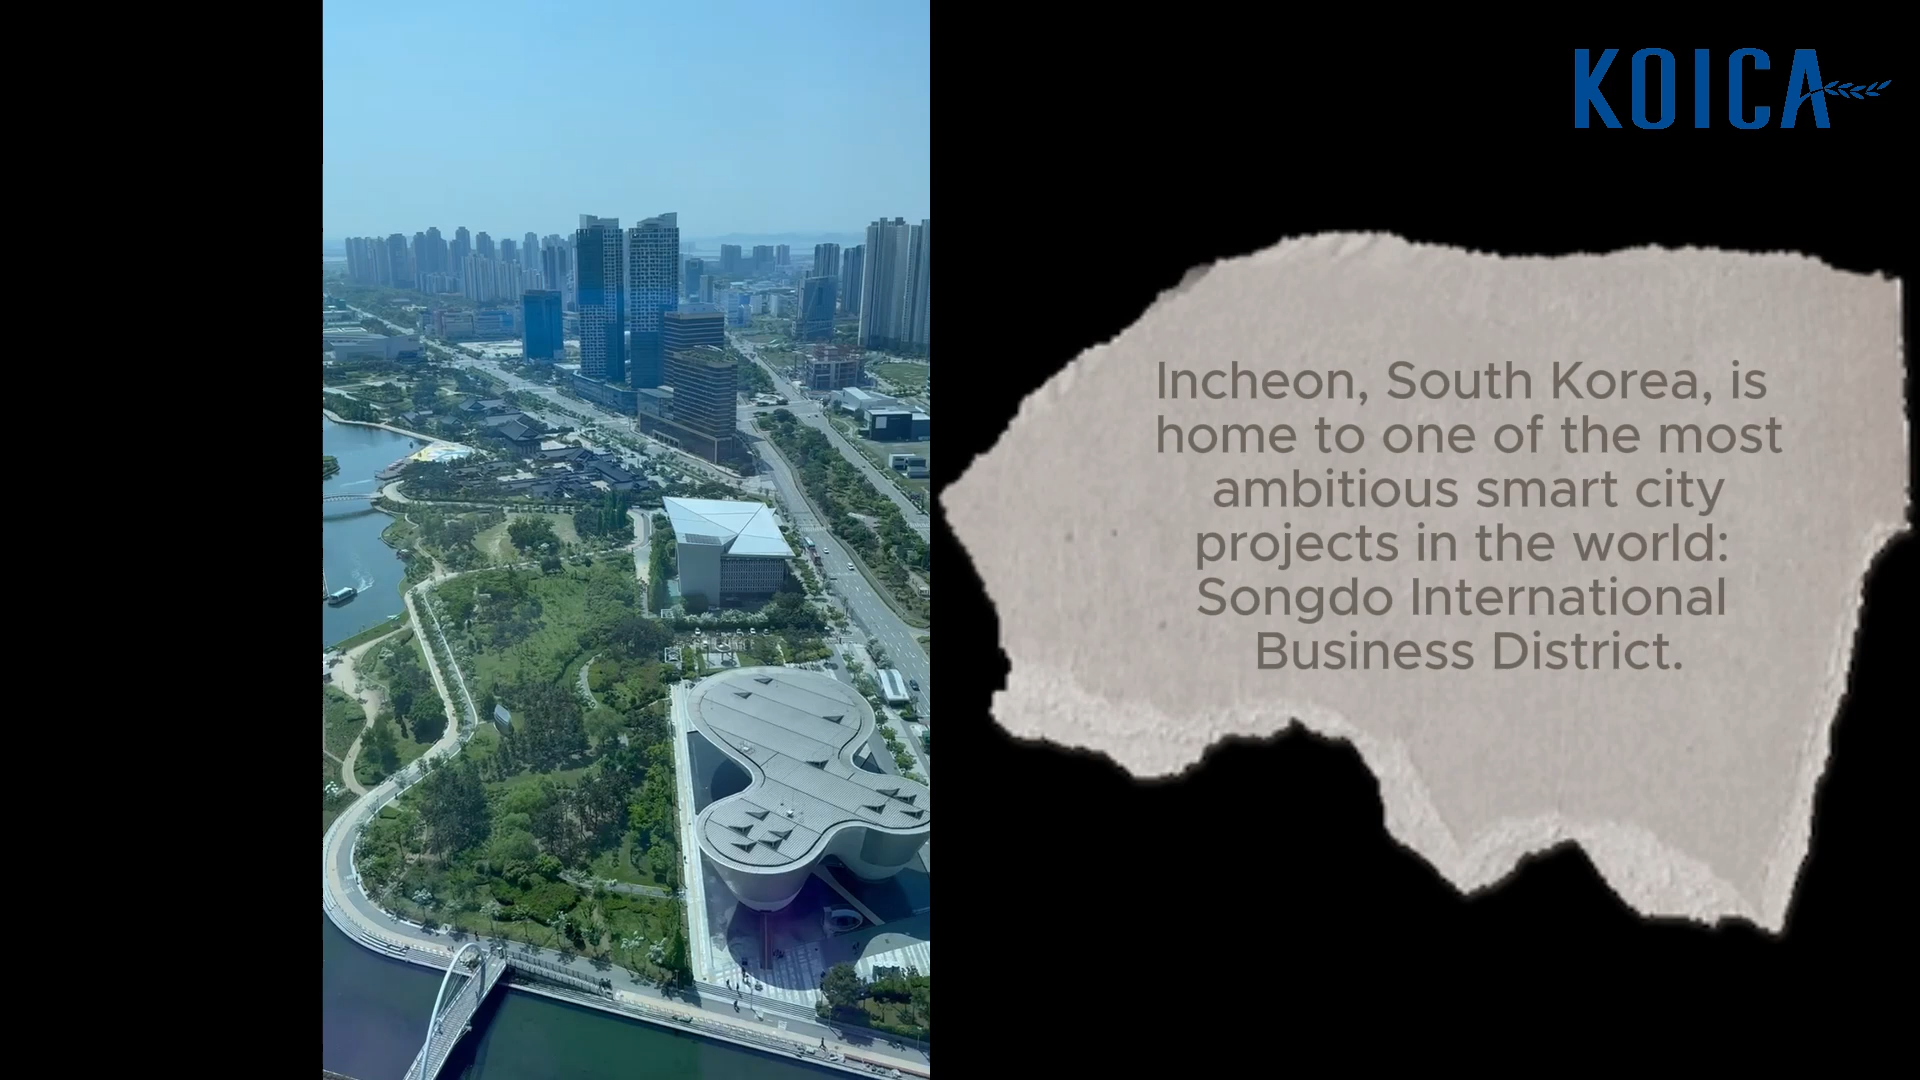 KOICA
Incheon, South Korea, is
home to one of the most
ambitious smart city
projects in the world:
Songdo International
Business District.